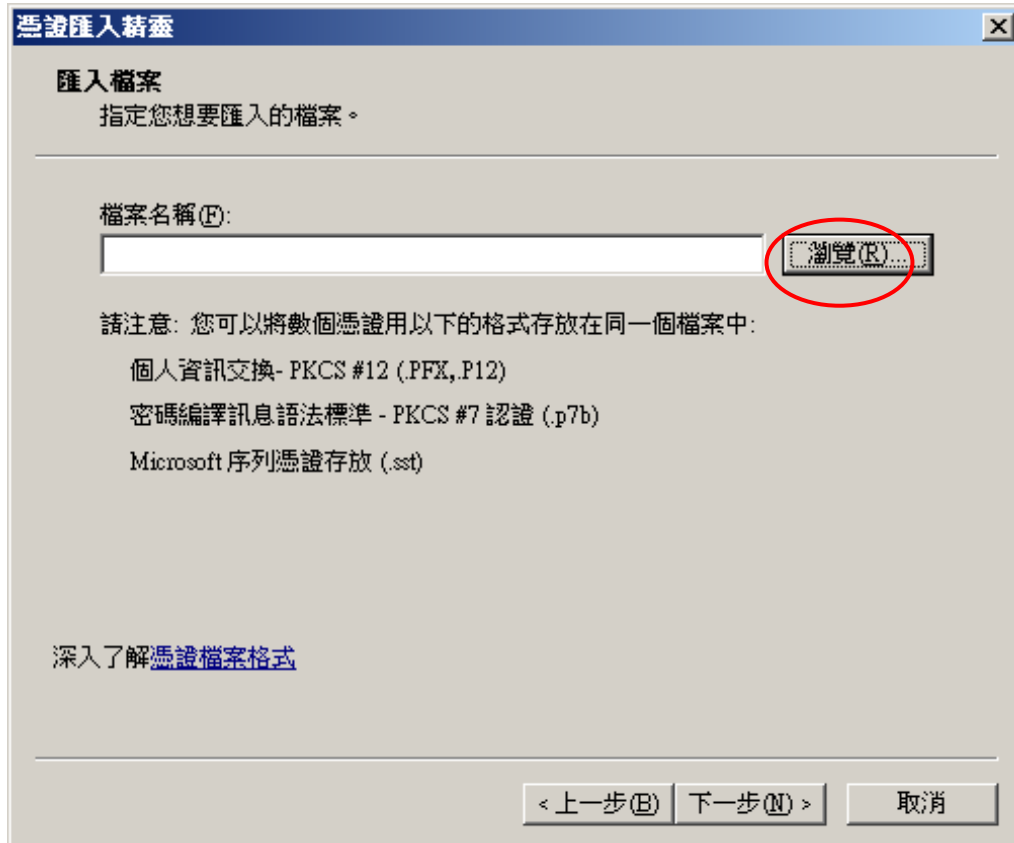 憑證匯入精靈
匯入檔案
指定您想要匯入的檔案。
檔案名稱(F):
瀏覽(R)...
請注意: 您可以將數個憑證用以下的格式存放在同一個檔案中:
個人資訊交換- PKCS #12 (.PFX,.P12)
密碼編譯訊息語法標準 - PKCS #7 認證 (.p7b)
Microsoft 序列憑證存放 (.sst)
深入了解憑證檔案格式
< 上一步(B) 下一步(N) > 取消